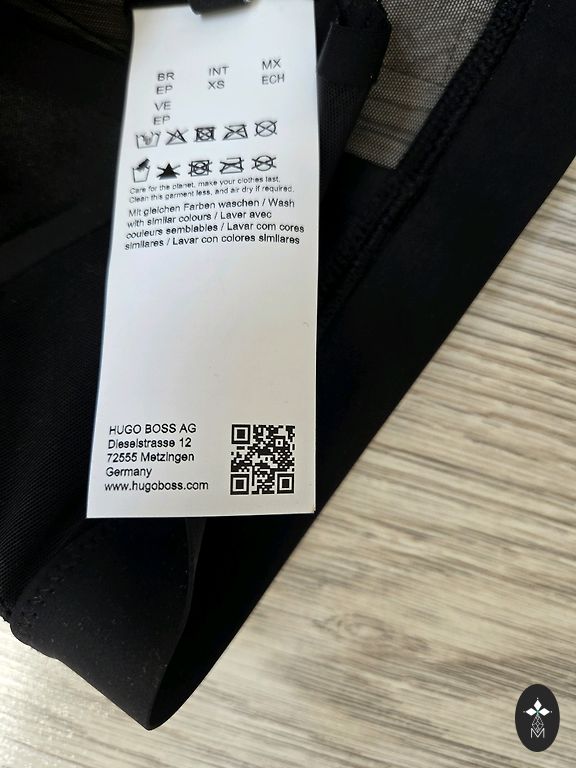 BR INT MX
EP XS ECH
VE
EP
Care for the planet, make your clothes last.
Clean this garment less, and air dry if required.
Mit gleichen Farben waschen / Wash
with similar colours / Laver avec
couleurs semblables / Lavar com cores
similares / Lavar con colores similares
HUGO BOSS AG
Dieselstrasse 12
72555 Metzingen
Germany
www.hugoboss.com
M